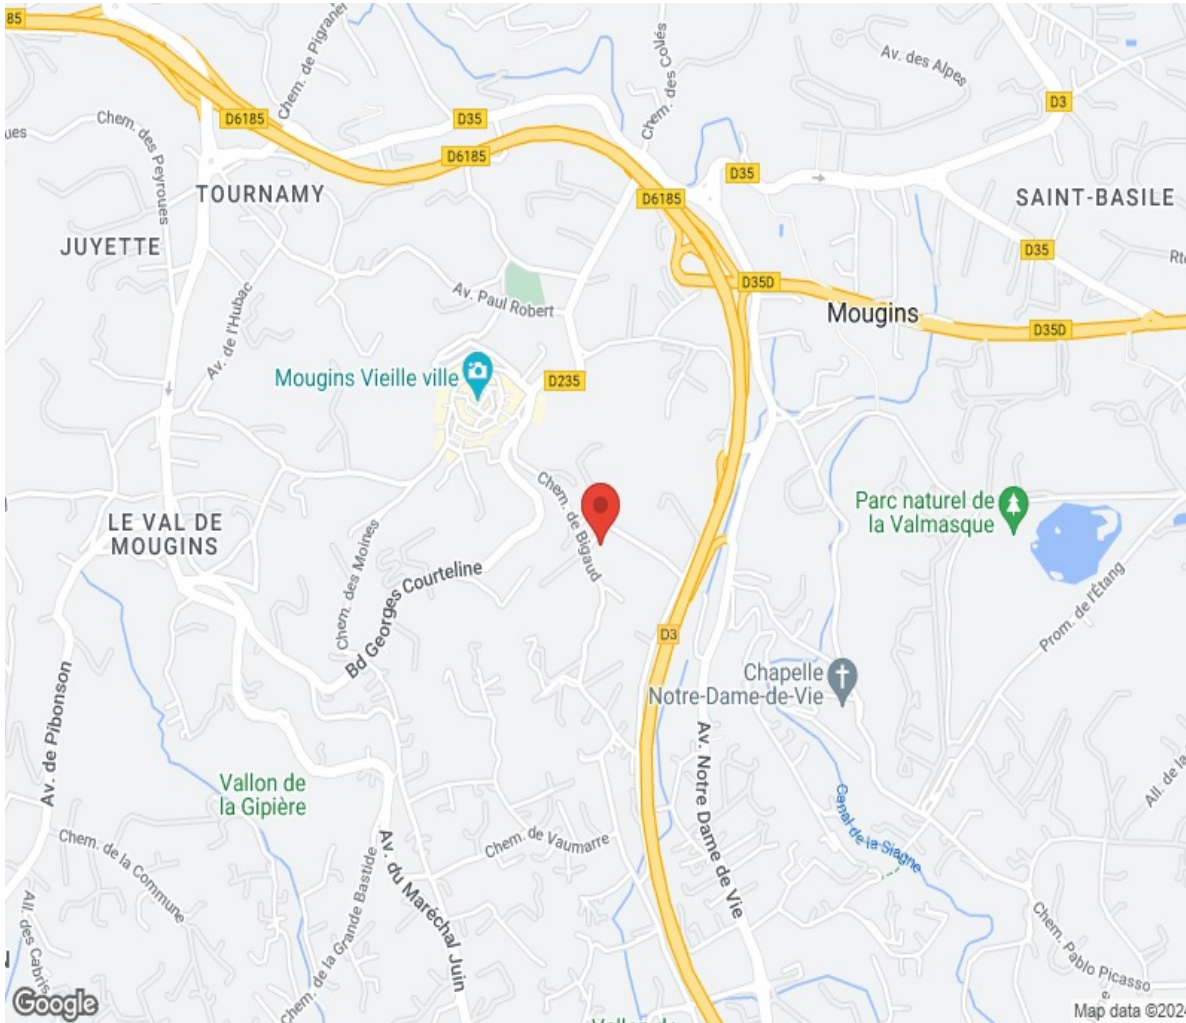 85
Chem. de Pigranel
Chem. des Collés
Av. des Alpes
D3
D6185
D35
Chem. des Peyroues
ues
D6185
D35
TOURNAMY
D6185
SAINT-BASILE
JUYETTE
D35
Rte
Av. Paul Robert
D35D
Mougins
D35D
Av. de l'Hubac
Mougins Vieille ville
D235
Chem. de Bigaud
Parc naturel de
la Valmasque
LE VAL DE
MOUGINS
Chem. des Moines
Bd Georges Courteline
D3
Prom. de l'Étang
Chapelle
Notre-Dame-de-Vie
Av. de Pibonson
Av. Notre Dame de Vie
Vallon de
la Gipière
All. de la
Canal de la Siagne
Chem. de Vaumarre
Chem. de la Commune
Av. du Maréchal Juin
Chem. de la Grande Bastide
All. des Cabris
Chem. Pablo Picasso
Google
Map data ©2024